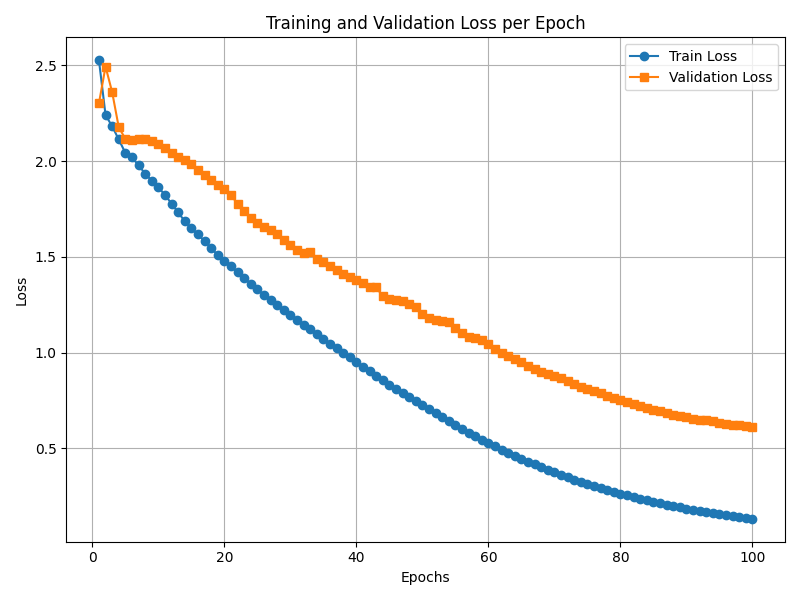 Training and Validation Loss per Epoch
Train Loss
Validation Loss
2.5
2.0
1.5
1.0
0.5
Loss
0 20 40 60 80 100
Epochs